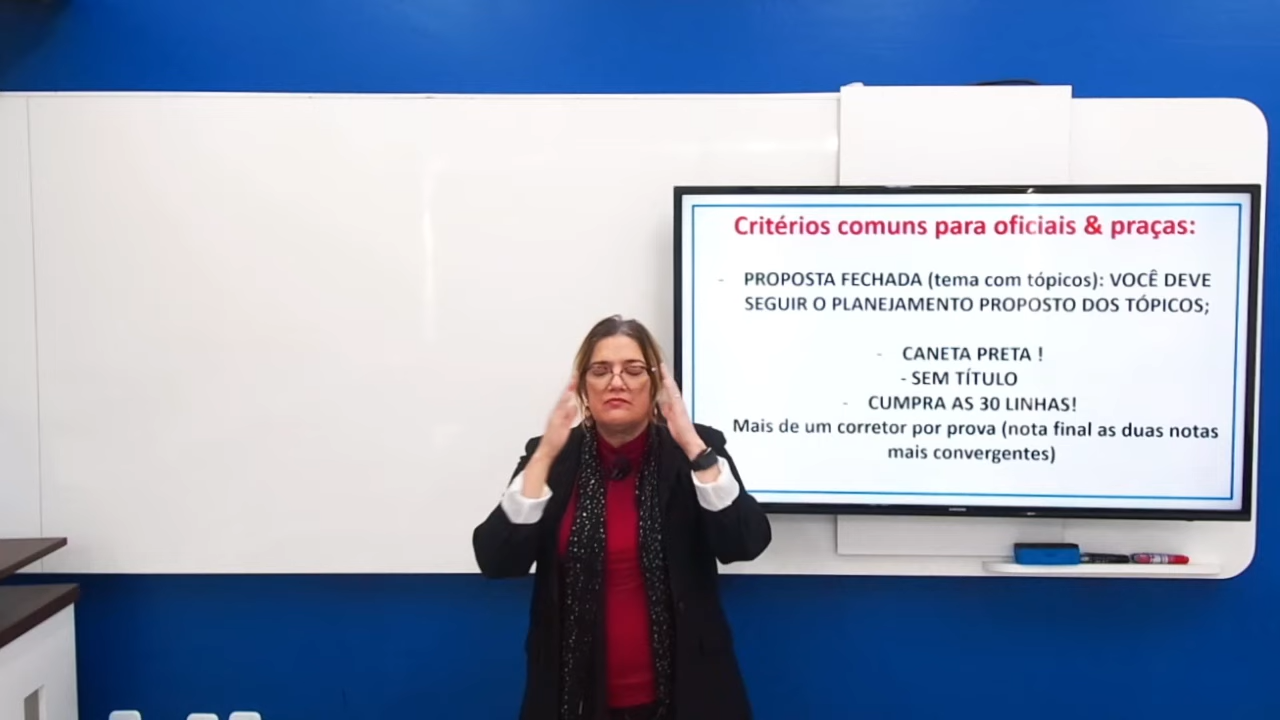 Critérios comuns para oficiais & praças:
- PROPOSTA FECHADA (tema com tópicos): VOCÊ DEVE
SEGUIR O PLANEJAMENTO PROPOSTO DOS TÓPICOS;
- CANETA PRETA !
- SEM TÍTULO
- CUMPRA AS 30 LINHAS!
Mais de um corretor por prova (nota final as duas notas
mais convergentes)